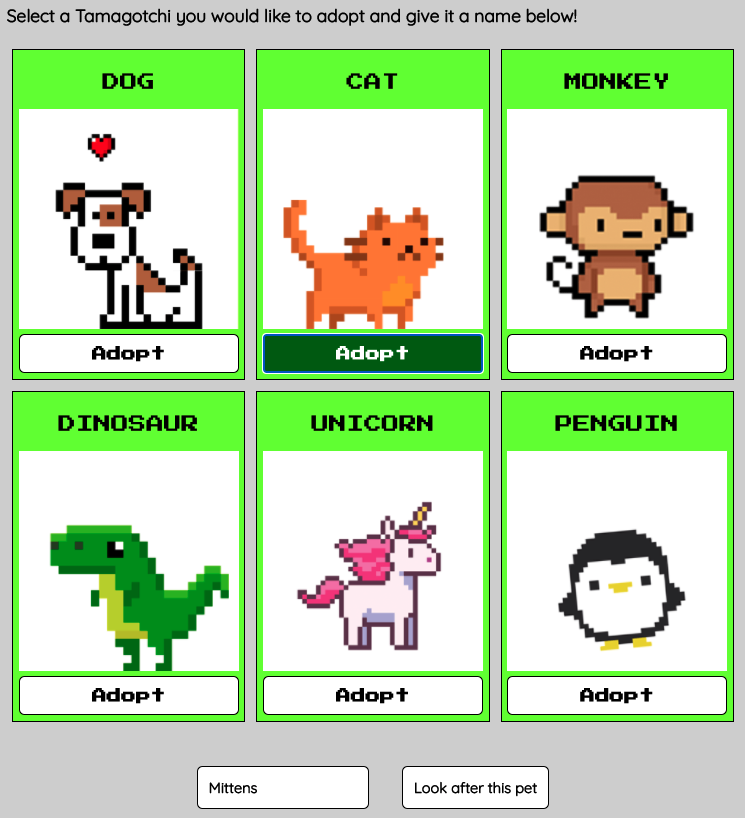 Select a Tamagotchi you would like to adopt and give it a name below!
DOG
CAT
MONKEY
Adopt
Adopt
Adopt
DINOSAUR
UNICORN
PENGUIN
Adopt
Adopt
Adopt
Mittens
Look after this pet